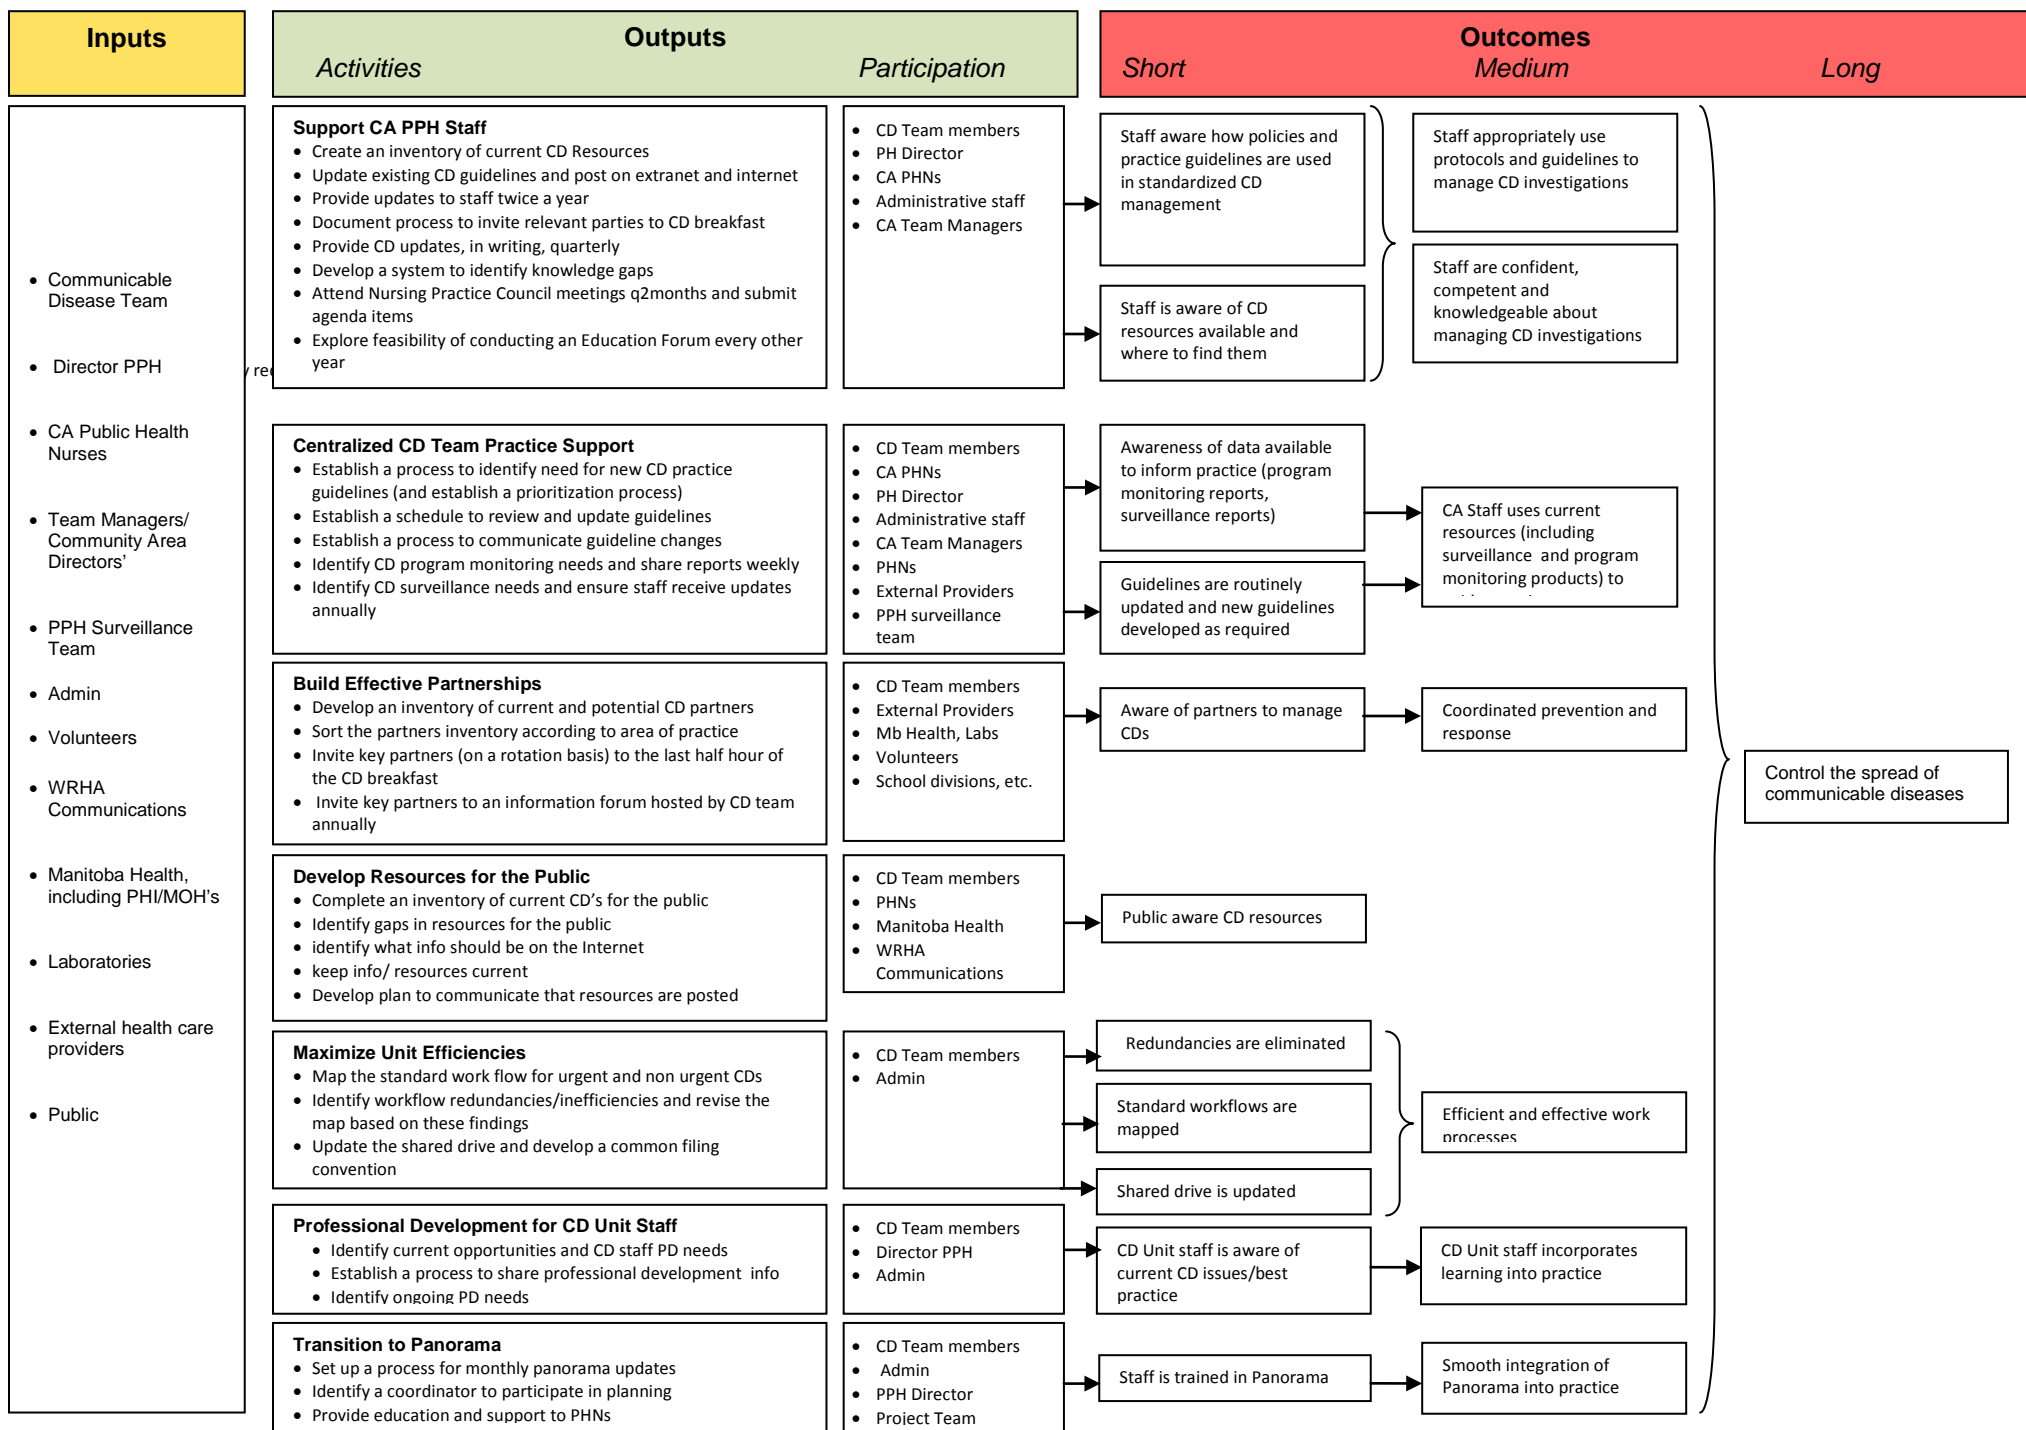 Inputs
Outputs
Activities
Participation
Outcomes
Short
Medium
Long
• Communicable
Disease Team
• Director PPH
• CA Public Health
Nurses
• Team Managers/
Community Area
Directors’
• PPH Surveillance
Team
• Admin
• Volunteers
• WRHA
Communications
• Manitoba Health,
including PHI/MOH’s
• Laboratories
• External health care
providers
• Public
Support CA PPH Staff
• Create an inventory of current CD Resources
• Update existing CD guidelines and post on extranet and internet
• Provide updates to staff twice a year
• Document process to invite relevant parties to CD breakfast
• Provide CD updates, in writing, quarterly
• Develop a system to identify knowledge gaps
• Attend Nursing Practice Council meetings q2months and submit
agenda items
• Explore feasibility of conducting an Education Forum every other
year
• CD Team members
• PH Director
• CA PHNs
• Administrative staff
• CA Team Managers
Staff aware how policies and
practice guidelines are used
in standardized CD
management
Staff is aware of CD
resources available and
where to find them
Staff appropriately use
protocols and guidelines to
manage CD investigations
Staff are confident,
competent and
knowledgeable about
managing CD investigations
Centralized CD Team Practice Support
• Establish a process to identify need for new CD practice
guidelines (and establish a prioritization process)
• Establish a schedule to review and update guidelines
• Establish a process to communicate guideline changes
• Identify CD program monitoring needs and share reports weekly
• Identify CD surveillance needs and ensure staff receive updates
annually
• CD Team members
• CA PHNs
• PH Director
• Administrative staff
• CA Team Managers
• PHNs
• External Providers
• PPH surveillance
team
Awareness of data available
to inform practice (program
monitoring reports,
surveillance reports)
Guidelines are routinely
updated and new guidelines
developed as required
CA Staff uses current
resources (including
surveillance and program
monitoring products) to
Build Effective Partnerships
• Develop an inventory of current and potential CD partners
• Sort the partners inventory according to area of practice
• Invite key partners (on a rotation basis) to the last half hour of
the CD breakfast
• Invite key partners to an information forum hosted by CD team
annually
• CD Team members
• External Providers
• Mb Health, Labs
• Volunteers
• School divisions, etc.
Aware of partners to manage
CDs
Coordinated prevention and
response
Control the spread of
communicable diseases
Develop Resources for the Public
• Complete an inventory of current CD’s for the public
• Identify gaps in resources for the public
• identify what info should be on the Internet
• keep info/ resources current
• Develop plan to communicate that resources are posted
• CD Team members
• PHNs
• Manitoba Health
• WRHA
Communications
Public aware CD resources
Maximize Unit Efficiencies
• Map the standard work flow for urgent and non urgent CDs
• Identify workflow redundancies/inefficiencies and revise the
map based on these findings
• Update the shared drive and develop a common filing
convention
• CD Team members
• Admin
Redundancies are eliminated
Standard workflows are
mapped
Shared drive is updated
Efficient and effective work
processes
Professional Development for CD Unit Staff
• Identify current opportunities and CD staff PD needs
• Establish a process to share professional development info
• Identify ongoing PD needs
• CD Team members
• Director PPH
• Admin
CD Unit staff is aware of
current CD issues/best
practice
CD Unit staff incorporates
learning into practice
Transition to Panorama
• Set up a process for monthly panorama updates
• Identify a coordinator to participate in planning
• Provide education and support to PHNs
• CD Team members
• Admin
• PPH Director
• Project Team
Staff is trained in Panorama
Smooth integration of
Panorama into practice